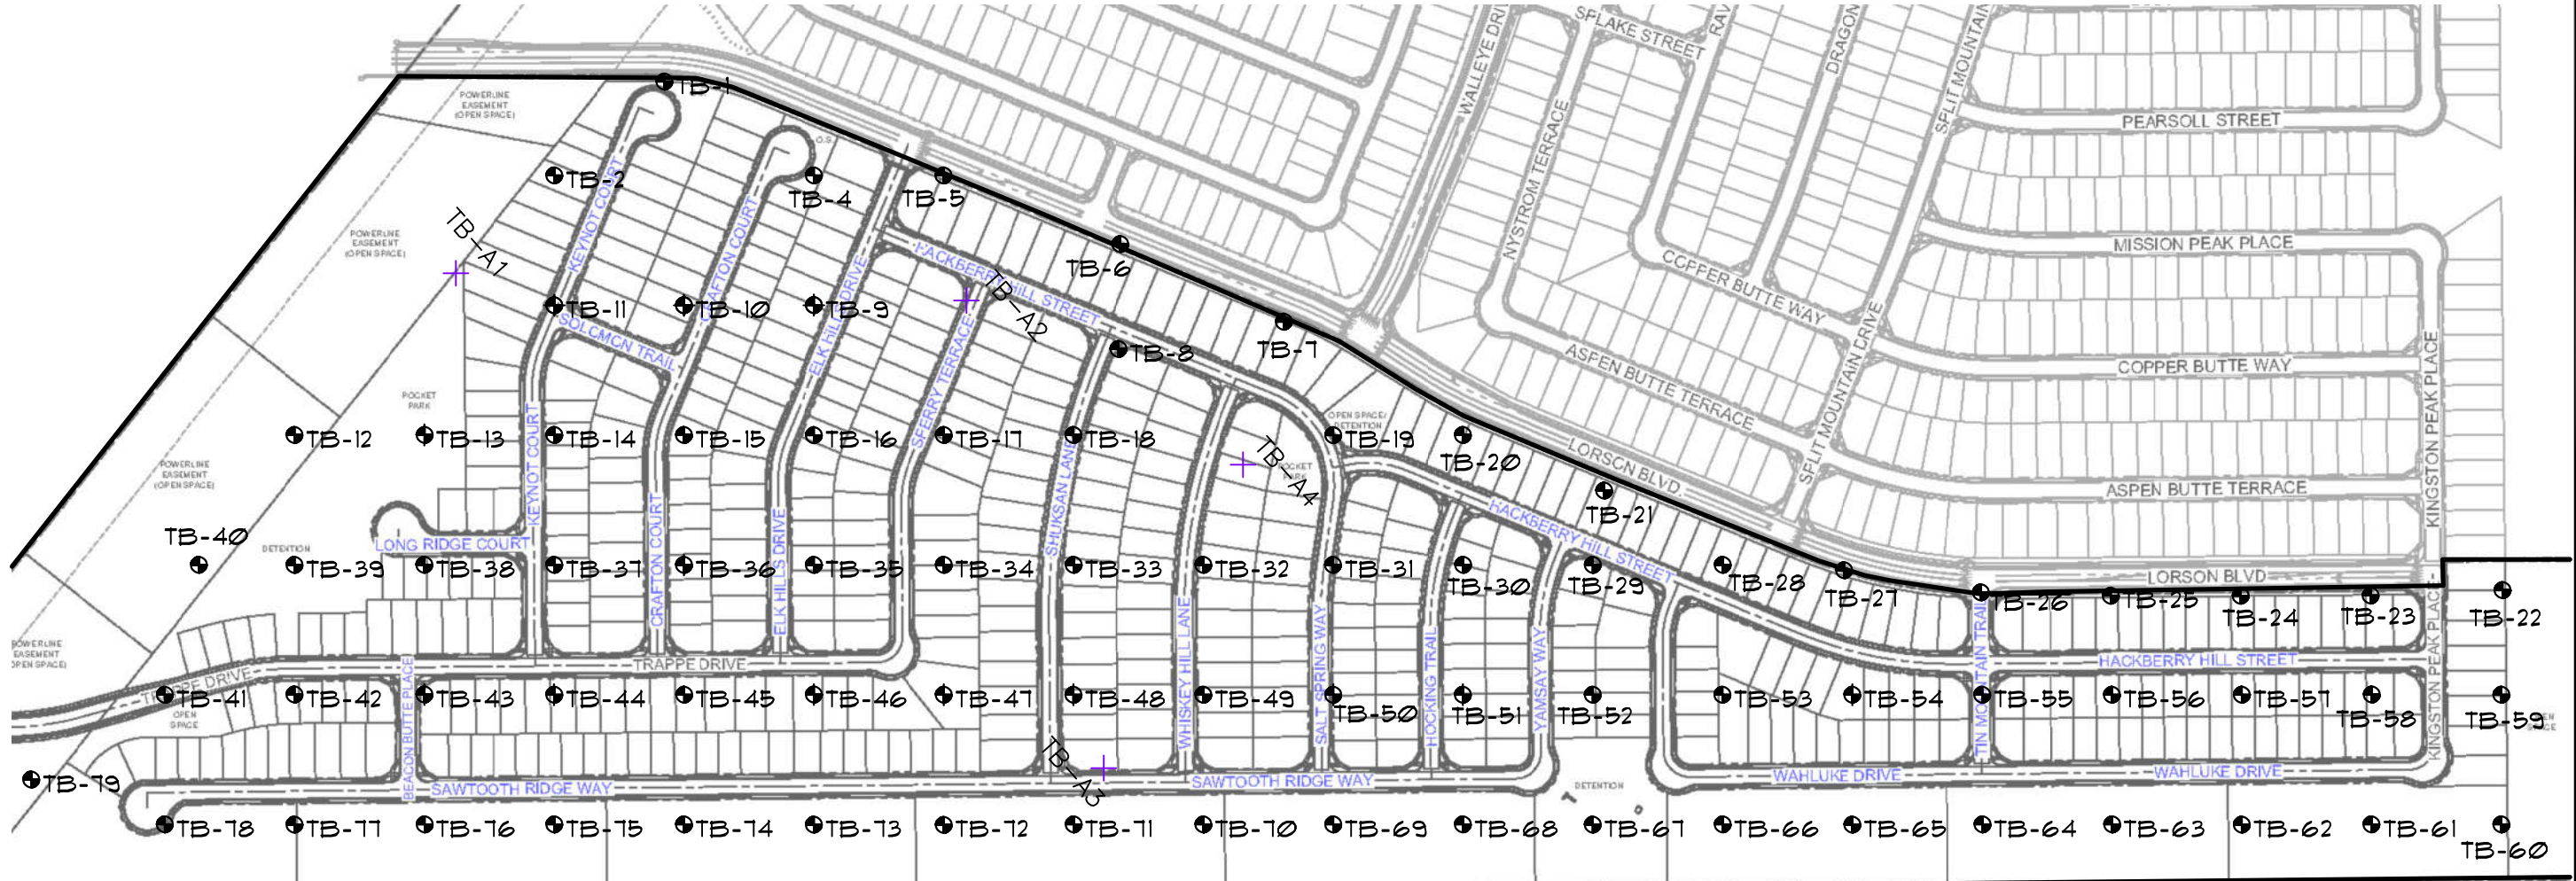 SPLAKE STREET
WALLEYE DRI
RAV
DRAGON
SPLIT MOUNTAIN
TB-1
POWERLINE
EASEMENT
(OPEN SPACE)
PEARSOLL STREET
O.S.
NYSTROM TERRACE
TB-2
KEYNOT COURT
TB-4
TB-5
CRAFTON COURT
TB-A1
POWERLINE
EASEMENT
(OPEN SPACE)
HACKBERRY HILL STREET
TB-6
COPPER BUTTE WAY
MISSION PEAK PLACE
TB-11
TB-10
TB-9
ELK HILLS DRIVE
TB-A2
SOLOMON TRAIL
SPERRY TERRACE
TB-8
TB-7
ASPEN BUTTE TERRACE
SPLIT MOUNTAIN DRIVE
COPPER BUTTE WAY
KINGSTON PEAK PLACE
POCKET
PARK
OPEN SPACE/
DETENTION
TB-12
TB-13
TB-14
TB-15
TB-16
TB-17
TB-18
TB-19
TB-20
POWERLINE
EASEMENT
(OPEN SPACE)
KEYNOT COURT
TB-A4
POCKET
PARK
LORSON BLVD.
TB-21
ASPEN BUTTE TERRACE
SHUKSAN LANE
HACKBERRY HILL STREET
TB-40
DETENTION
LONG RIDGE COURT
CRAFTON COURT
ELK HILLS DRIVE
TB-39
TB-38
TB-37
TB-36
TB-35
TB-34
TB-33
TB-32
TB-31
TB-30
TB-29
TB-28
TB-27
LORSON BLVD
TB-26
TB-25
TB-24
TB-23
TB-22
POWERLINE
EASEMENT
OPEN SPACE)
TRAPPE DRIVE
WHISKEY HILL LANE
SALT SPRING WAY
HOCKING TRAIL
YAMSAY WAY
TIN MOUNTAIN TRAIL
HACKBERRY HILL STREET
KINGSTON PEAK PLACE
TRAPPE DRIVE
BEACON BUTTE PLACE
TB-41
TB-42
TB-43
TB-44
TB-45
TB-46
TB-47
TB-48
TB-49
TB-50
TB-51
TB-52
TB-53
TB-54
TB-55
TB-56
TB-57
TB-58
TB-59
OPEN
SPACE
TB-A3
TB-79
SAWTOOTH RIDGE WAY
SAWTOOTH RIDGE WAY
DETENTION
WAHLUKE DRIVE
WAHLUKE DRIVE
TB-78
TB-77
TB-76
TB-75
TB-74
TB-73
TB-72
TB-71
TB-70
TB-69
TB-68
TB-67
TB-66
TB-65
TB-64
TB-63
TB-62
TB-61
TB-60